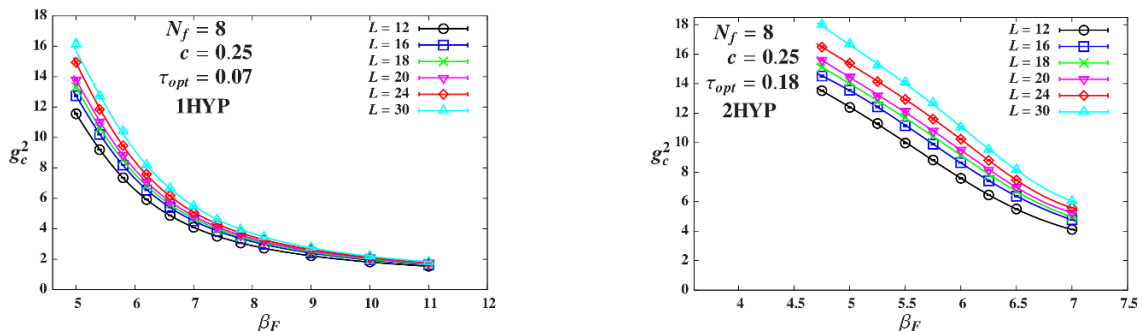 18
16
14
12
10
8
6
4
2
0
g_c^2
N_f = 8
c = 0.25
τ_opt = 0.07
1HYP
L = 12
L = 16
L = 18
L = 20
L = 24
L = 30
5 6 7 8 9 10 11 12
β_F
18
16
14
12
10
8
6
4
2
0
g_c^2
N_f = 8
c = 0.25
τ_opt = 0.18
2HYP
L = 12
L = 16
L = 18
L = 20
L = 24
L = 30
4 4.5 5 5.5 6 6.5 7 7.5
β_F